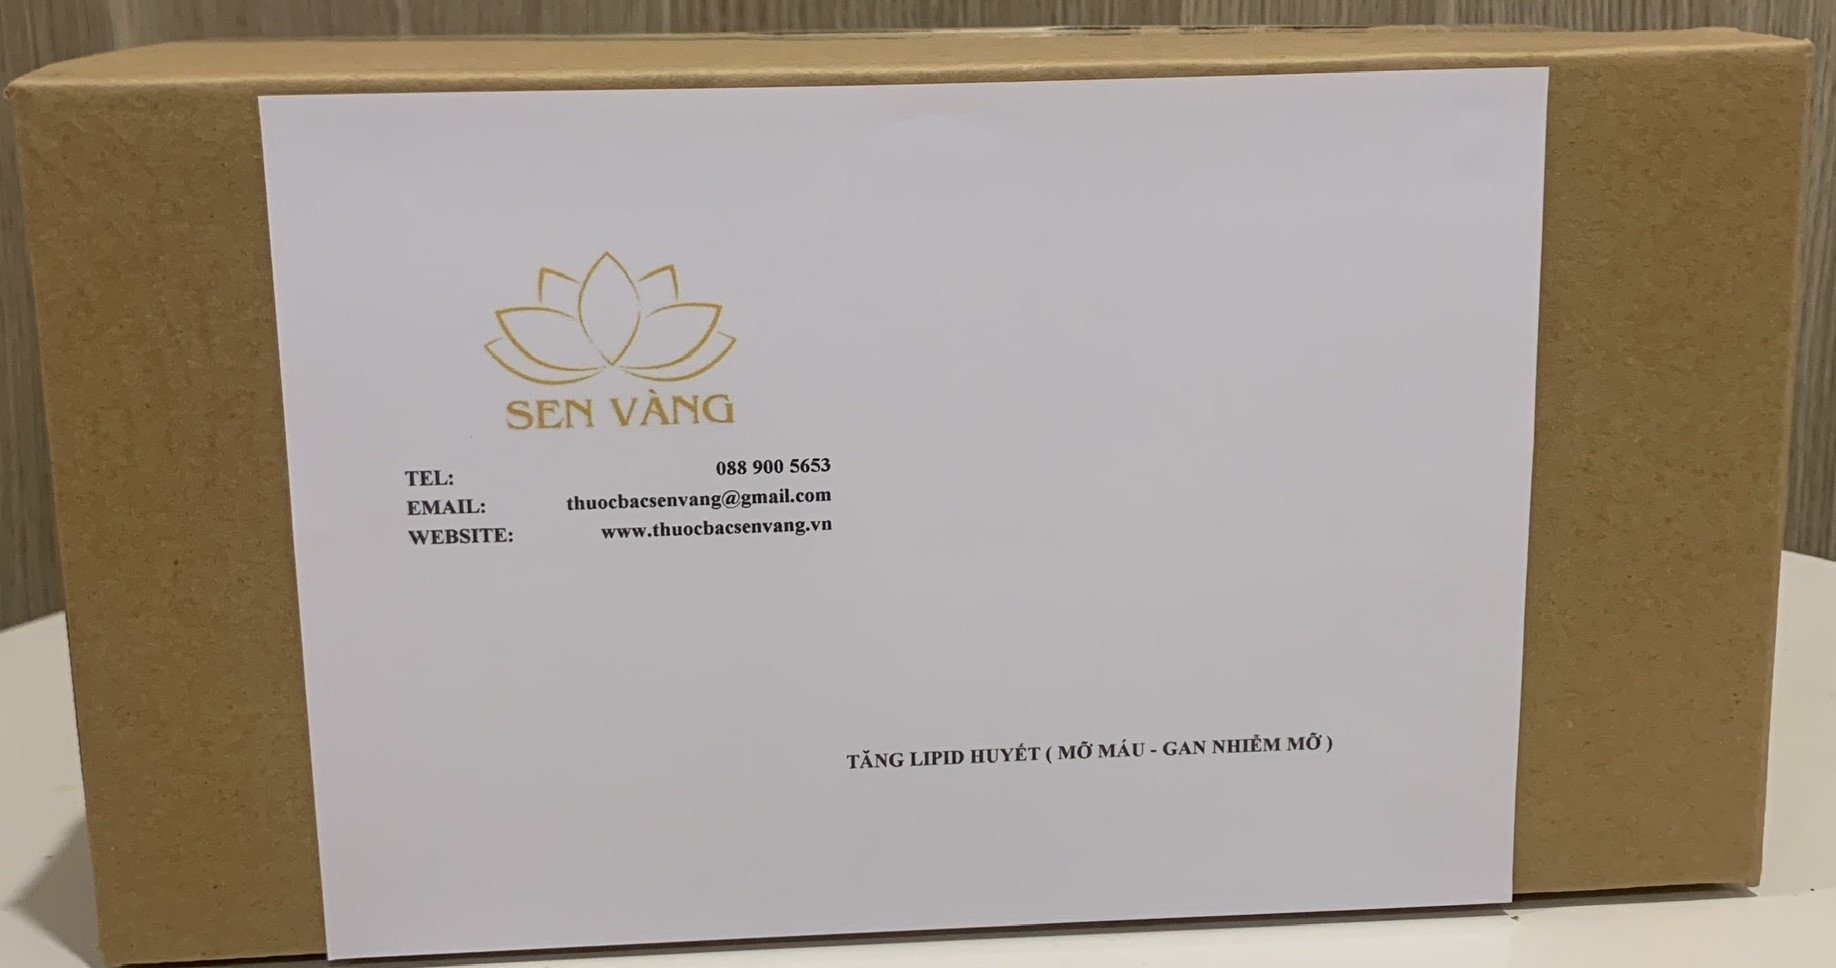 SEN VÀNG
TEL: 088 900 5653
EMAIL: thuocbacsenvang@gmail.com
WEBSITE: www.thuocbacsenvang.vn
TĂNG LIPID HUYẾT ( MỠ MÁU - GAN NHIỄM MỠ )